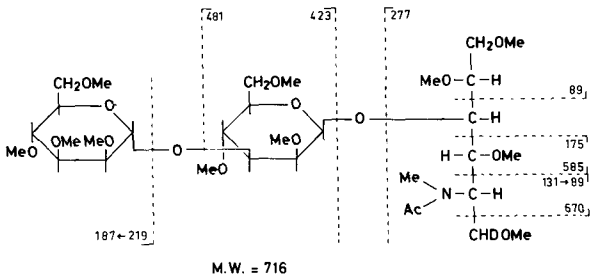 481
423
277
CH2OMe
MeO-C-H
89
CH2OMe
CH2OMe
O
O
O
C-H
175
MeO
OMe
MeO
O
MeO
OMe
MeO
H-C-OMe
585
131→89
Me
N-C-H
Ac
670
187←219
CHDOMe
M.W. = 716